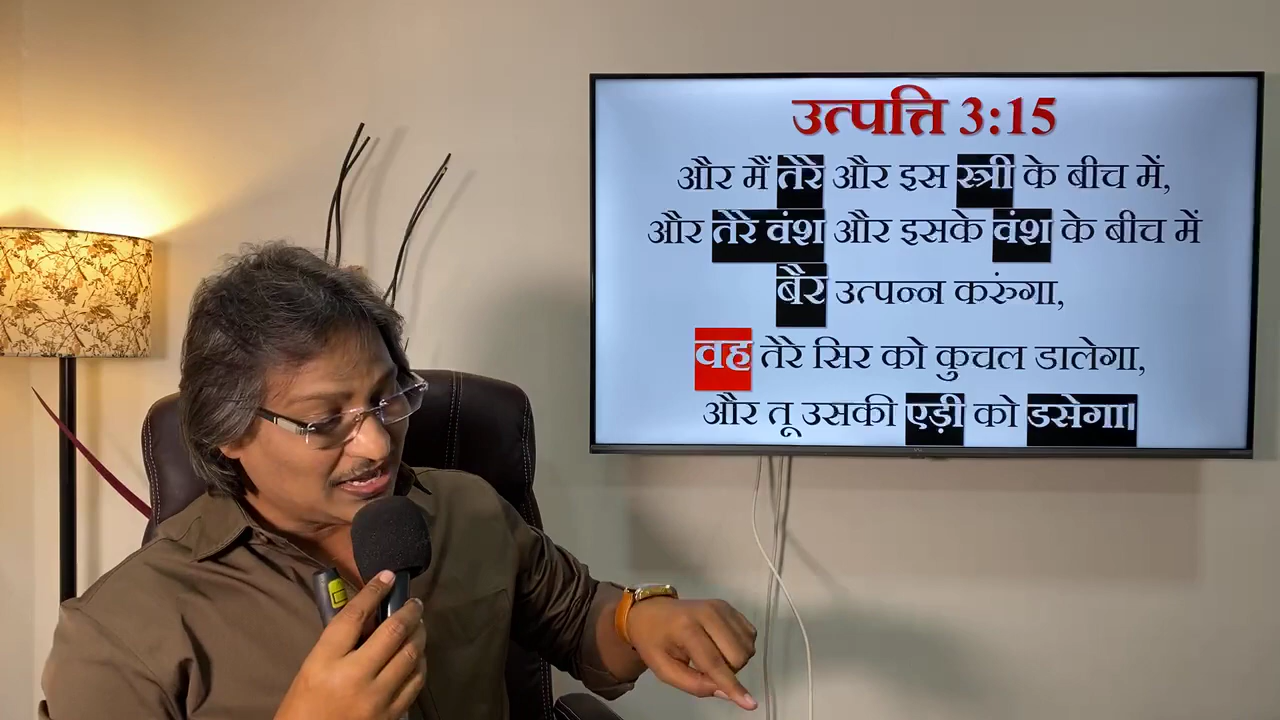 उत्पत्ति 3:15
और मैं तेरे और इस स्त्री के बीच में,
और तेरे वंश और इसके वंश के बीच में
बैर उत्पन्न करुंगा,
वह तेरे सिर को कुचल डालेगा,
और तू उसकी एड़ी को डसेगा।